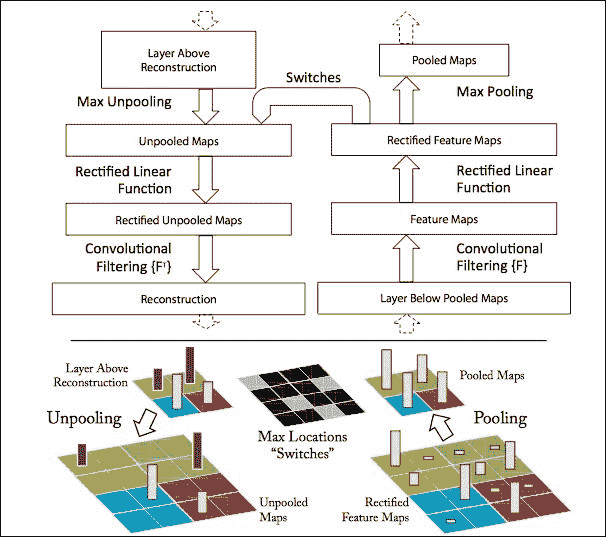 Layer Above
Reconstruction
Pooled Maps
Switches
Max Unpooling
Max Pooling
Unpooled Maps
Rectified Feature Maps
Rectified Linear
Function
Rectified Linear
Function
Rectified Unpooled Maps
Feature Maps
Convolutional
Filtering {Fᵀ}
Convolutional
Filtering {F}
Reconstruction
Layer Below Pooled Maps
Layer Above
Reconstruction
Pooled Maps
Unpooling
Max Locations
“Switches”
Pooling
Unpooled
Maps
Rectified
Feature Maps